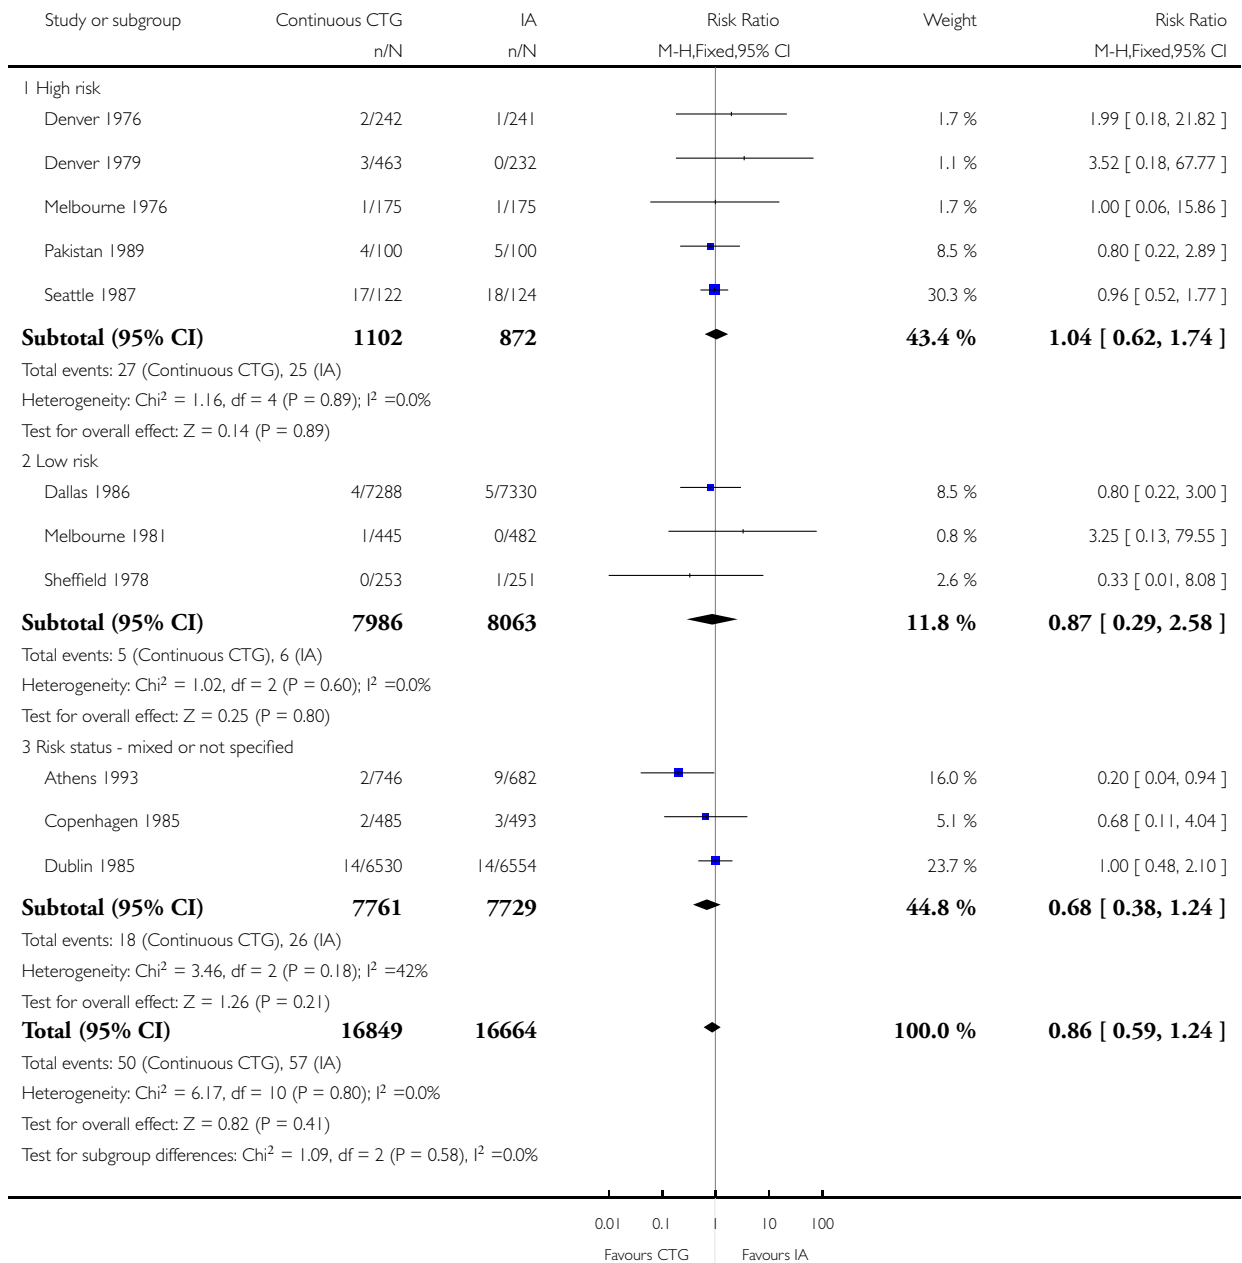 Study or subgroup Continuous CTG IA Risk Ratio Weight Risk Ratio
n/N n/N M-H,Fixed,95% CI M-H,Fixed,95% CI
1 High risk
Denver 1976 2/242 1/241 1.7 % 1.99 [ 0.18, 21.82 ]
Denver 1979 3/463 0/232 1.1 % 3.52 [ 0.18, 67.77 ]
Melbourne 1976 1/175 1/175 1.7 % 1.00 [ 0.06, 15.86 ]
Pakistan 1989 4/100 5/100 8.5 % 0.80 [ 0.22, 2.89 ]
Seattle 1987 17/122 18/124 30.3 % 0.96 [ 0.52, 1.77 ]
Subtotal (95% CI) 1102 872 43.4 % 1.04 [ 0.62, 1.74 ]
Total events: 27 (Continuous CTG), 25 (IA)
Heterogeneity: Chi² = 1.16, df = 4 (P = 0.89); I² =0.0%
Test for overall effect: Z = 0.14 (P = 0.89)
2 Low risk
Dallas 1986 4/7288 5/7330 8.5 % 0.80 [ 0.22, 3.00 ]
Melbourne 1981 1/445 0/482 0.8 % 3.25 [ 0.13, 79.55 ]
Sheffield 1978 0/253 1/251 2.6 % 0.33 [ 0.01, 8.08 ]
Subtotal (95% CI) 7986 8063 11.8 % 0.87 [ 0.29, 2.58 ]
Total events: 5 (Continuous CTG), 6 (IA)
Heterogeneity: Chi² = 1.02, df = 2 (P = 0.60); I² =0.0%
Test for overall effect: Z = 0.25 (P = 0.80)
3 Risk status - mixed or not specified
Athens 1993 2/746 9/682 16.0 % 0.20 [ 0.04, 0.94 ]
Copenhagen 1985 2/485 3/493 5.1 % 0.68 [ 0.11, 4.04 ]
Dublin 1985 14/6530 14/6554 23.7 % 1.00 [ 0.48, 2.10 ]
Subtotal (95% CI) 7761 7729 44.8 % 0.68 [ 0.38, 1.24 ]
Total events: 18 (Continuous CTG), 26 (IA)
Heterogeneity: Chi² = 3.46, df = 2 (P = 0.18); I² =42%
Test for overall effect: Z = 1.26 (P = 0.21)
Total (95% CI) 16849 16664 100.0 % 0.86 [ 0.59, 1.24 ]
Total events: 50 (Continuous CTG), 57 (IA)
Heterogeneity: Chi² = 6.17, df = 10 (P = 0.80); I² =0.0%
Test for overall effect: Z = 0.82 (P = 0.41)
Test for subgroup differences: Chi² = 1.09, df = 2 (P = 0.58), I² =0.0%
0.01 0.1 1 10 100
Favours CTG Favours IA